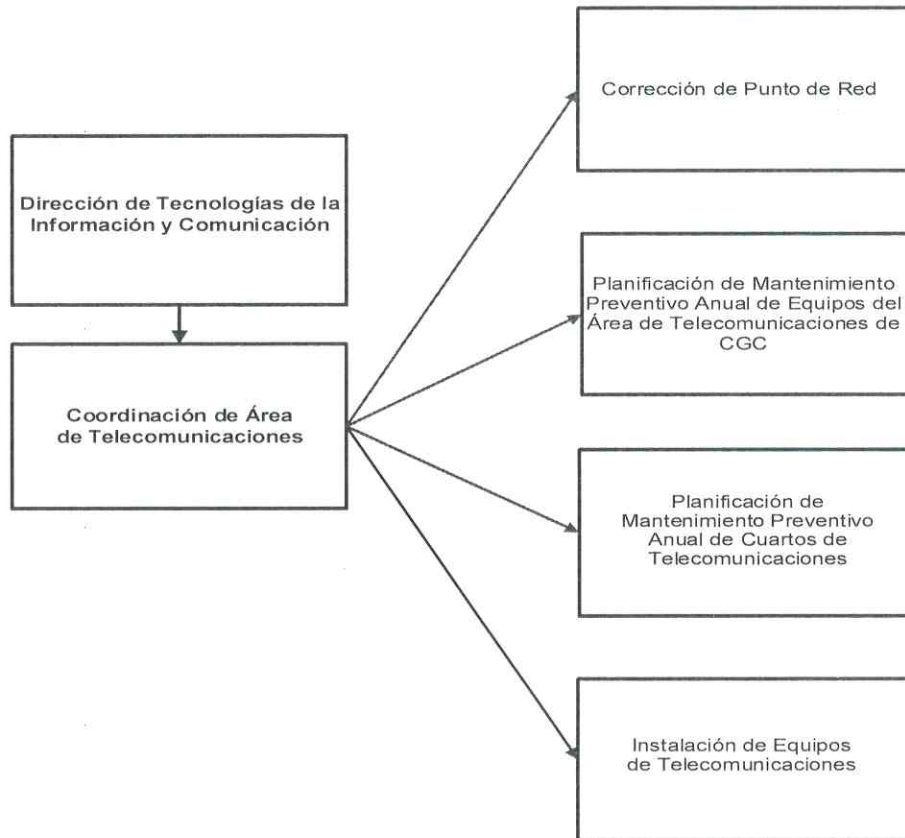 Corrección de Punto de Red
Dirección de Tecnologías de la
Información y Comunicación
Planificación de Mantenimiento
Preventivo Anual de Equipos del
Área de Telecomunicaciones de
CGC
Coordinación de Área
de Telecomunicaciones
Planificación de
Mantenimiento Preventivo
Anual de Cuartos de
Telecomunicaciones
Instalación de Equipos
de Telecomunicaciones